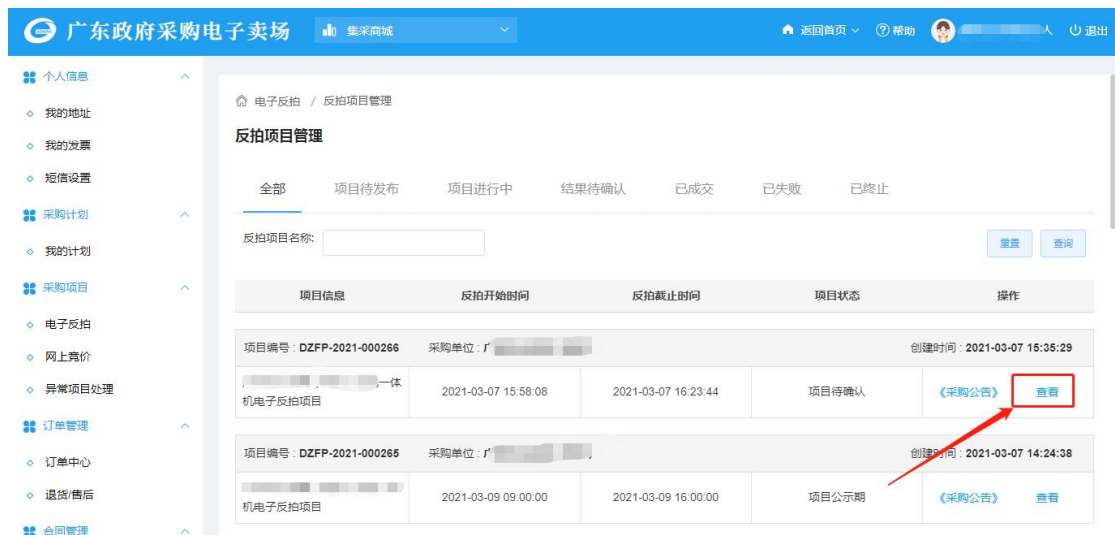 广东政府采购电子卖场 集采商城 返回首页 帮助 人 退出
个人信息
我的地址
我的发票
短信设置
采购计划
我的计划
采购项目
电子反拍
网上竞价
异常项目处理
订单管理
订单中心
退货/售后
合同管理
电子反拍 / 反拍项目管理
反拍项目管理
全部 项目待发布 项目进行中 结果待确认 已成交 已失败 已终止
反拍项目名称: 重置 查询
项目信息 反拍开始时间 反拍截止时间 项目状态 操作
项目编号 : DZFP-2021-000266 采购单位 : 创建时间 : 2021-03-07 15:35:29
一体
机电子反拍项目 2021-03-07 15:58:08 2021-03-07 16:23:44 项目待确认 《采购公告》 查看
项目编号 : DZFP-2021-000265 采购单位 : 创建时间 : 2021-03-07 14:24:38
机电子反拍项目 2021-03-09 09:00:00 2021-03-09 16:00:00 项目公示期 《采购公告》 查看